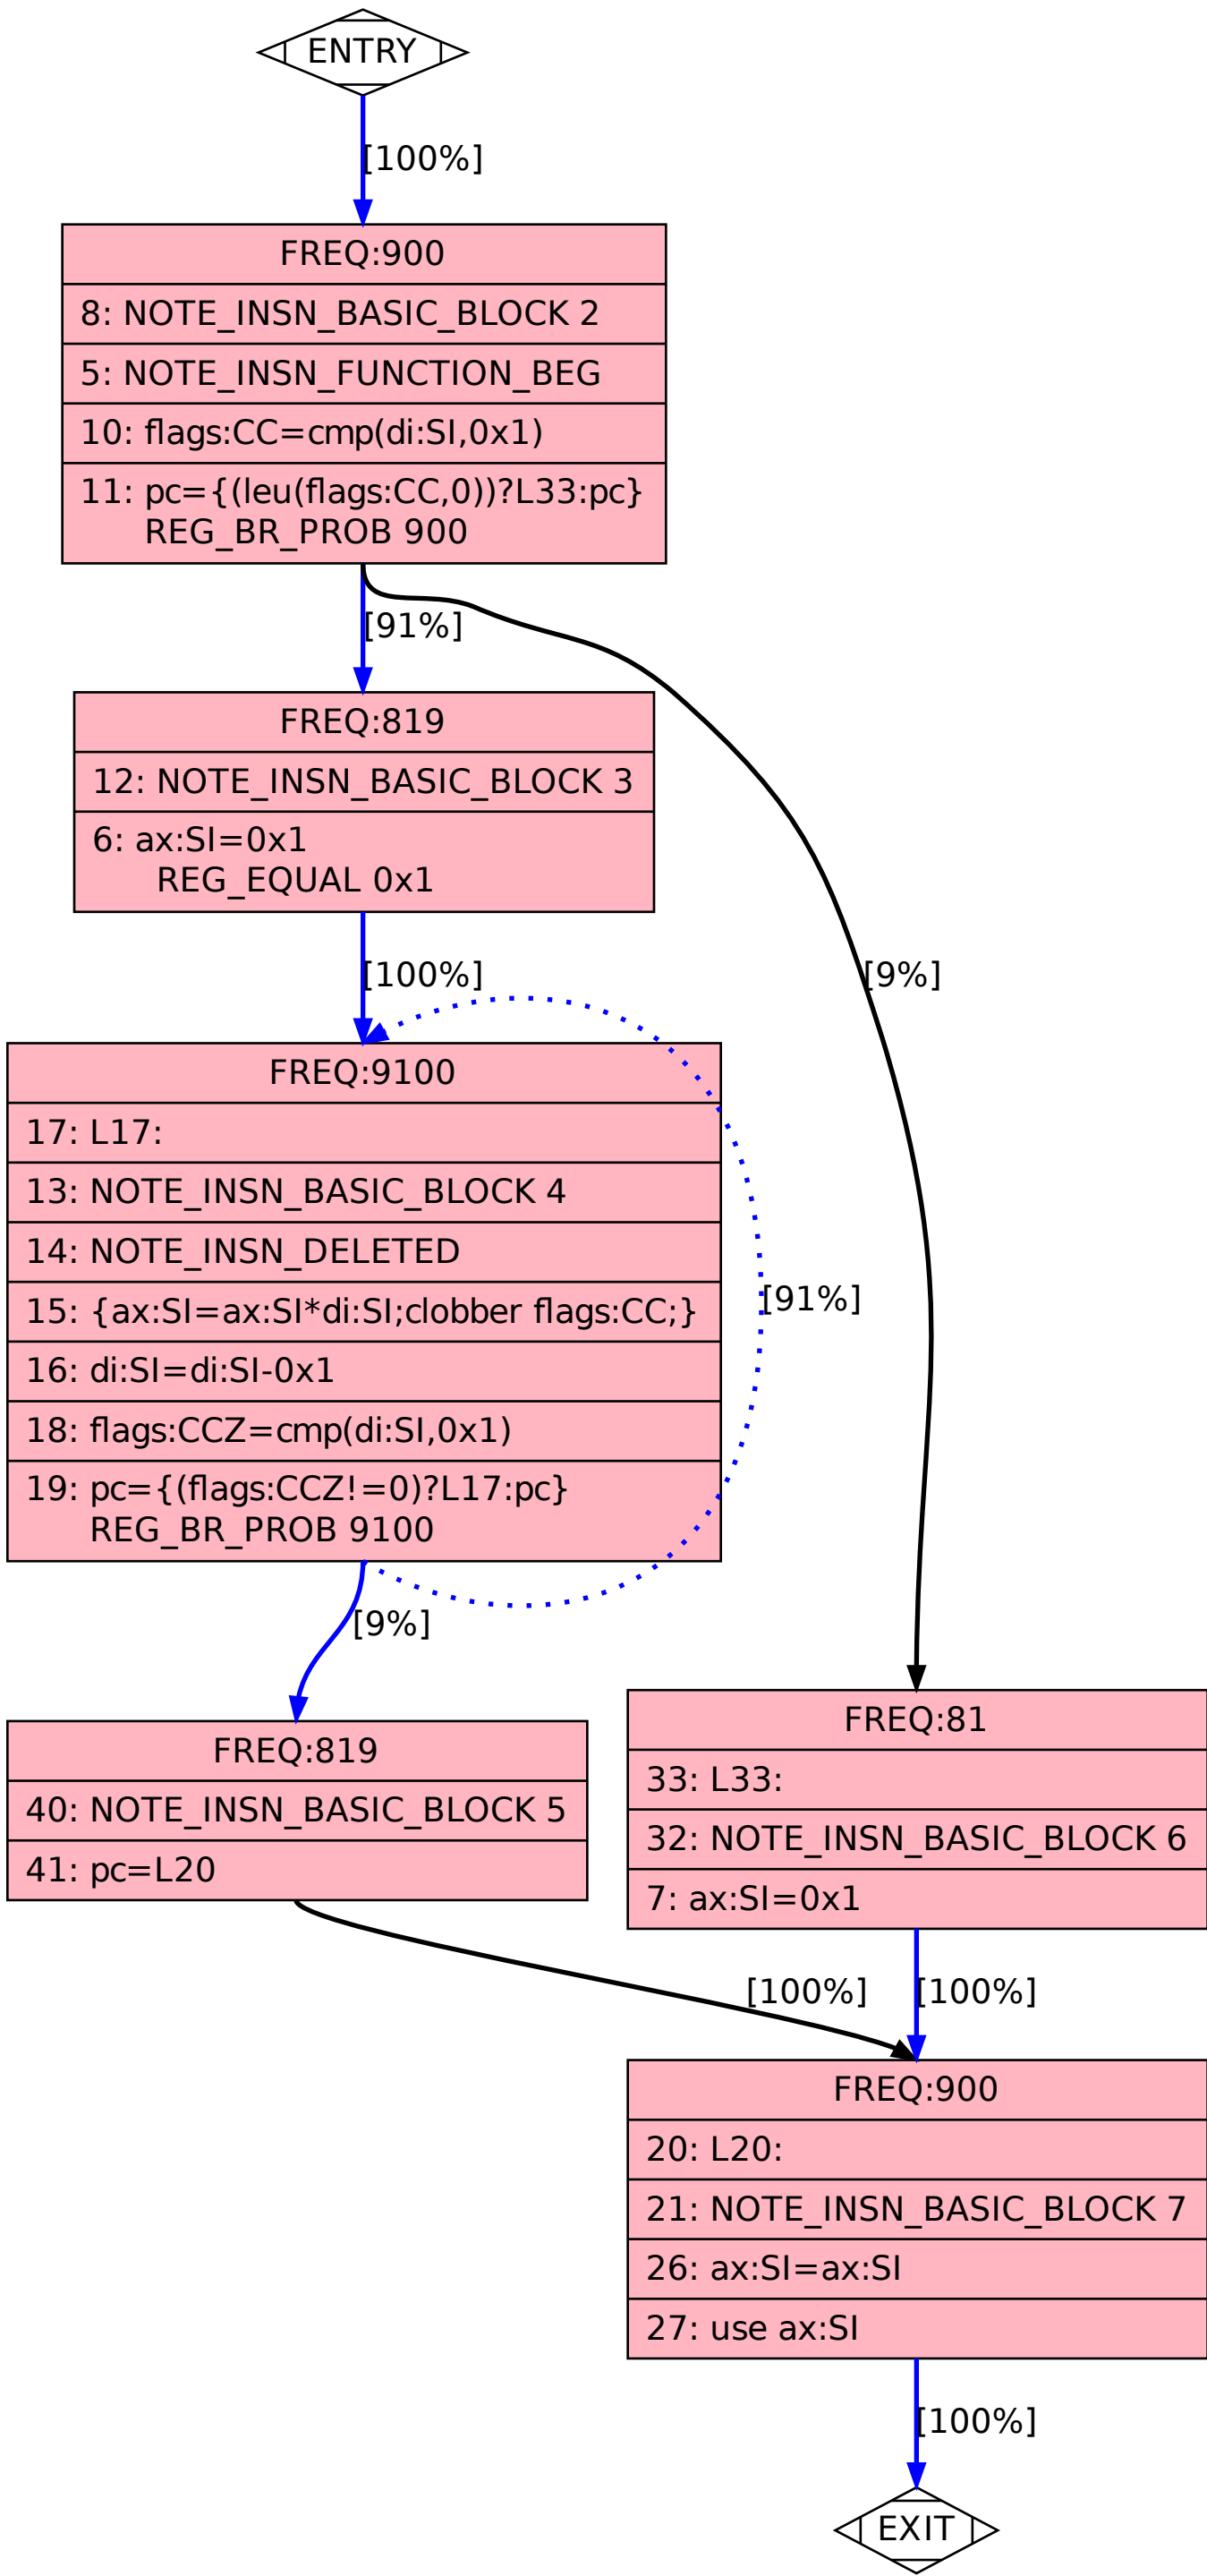 ENTRY
[100%]
FREQ:900
8: NOTE_INSN_BASIC_BLOCK 2
5: NOTE_INSN_FUNCTION_BEG
10: flags:CC=cmp(di:SI,0x1)
11: pc={(leu(flags:CC,0))?L33:pc}
REG_BR_PROB 900
[91%]
FREQ:819
12: NOTE_INSN_BASIC_BLOCK 3
6: ax:SI=0x1
REG_EQUAL 0x1
[100%]
[9%]
FREQ:9100
17: L17:
13: NOTE_INSN_BASIC_BLOCK 4
14: NOTE_INSN_DELETED
15: {ax:SI=ax:SI*di:SI;clobber flags:CC;}
16: di:SI=di:SI-0x1
18: flags:CCZ=cmp(di:SI,0x1)
19: pc={(flags:CCZ!=0)?L17:pc}
REG_BR_PROB 9100
[91%]
[9%]
FREQ:819
40: NOTE_INSN_BASIC_BLOCK 5
41: pc=L20
FREQ:81
33: L33:
32: NOTE_INSN_BASIC_BLOCK 6
7: ax:SI=0x1
[100%]
[100%]
FREQ:900
20: L20:
21: NOTE_INSN_BASIC_BLOCK 7
26: ax:SI=ax:SI
27: use ax:SI
[100%]
EXIT